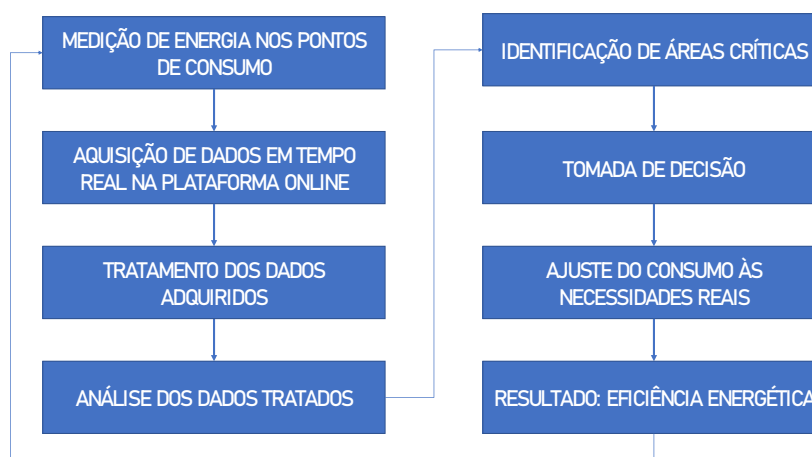 MEDIÇÃO DE ENERGIA NOS PONTOS
DE CONSUMO
AQUISIÇÃO DE DADOS EM TEMPO
REAL NA PLATAFORMA ONLINE
TRATAMENTO DOS DADOS
ADQUIRIDOS
ANÁLISE DOS DADOS TRATADOS
IDENTIFICAÇÃO DE ÁREAS CRÍTICAS
TOMADA DE DECISÃO
AJUSTE DO CONSUMO ÀS
NECESSIDADES REAIS
RESULTADO: EFICIÊNCIA ENERGÉTICA